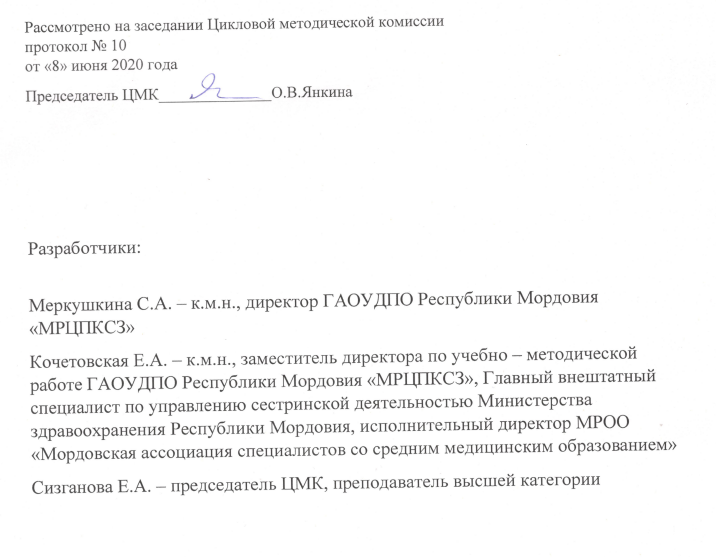 Рассмотрено на заседании Цикловой методической комиссии
протокол № 10
от «8» июня 2020 года
Председатель ЦМК______________О.В.Янкина
Разработчики:
Меркушкина С.А. – к.м.н., директор ГАОУДПО Республики Мордовия
«МРЦПКСЗ»
Кочетовская Е.А. – к.м.н., заместитель директора по учебно – методической
работе ГАОУДПО Республики Мордовия «МРЦПКСЗ», Главный внештатный
специалист по управлению сестринской деятельностью Министерства
здравоохранения Республики Мордовия, исполнительный директор МРОО
«Мордовская ассоциация специалистов со средним медицинским образованием»
Сизганова Е.А. – председатель ЦМК, преподаватель высшей категории